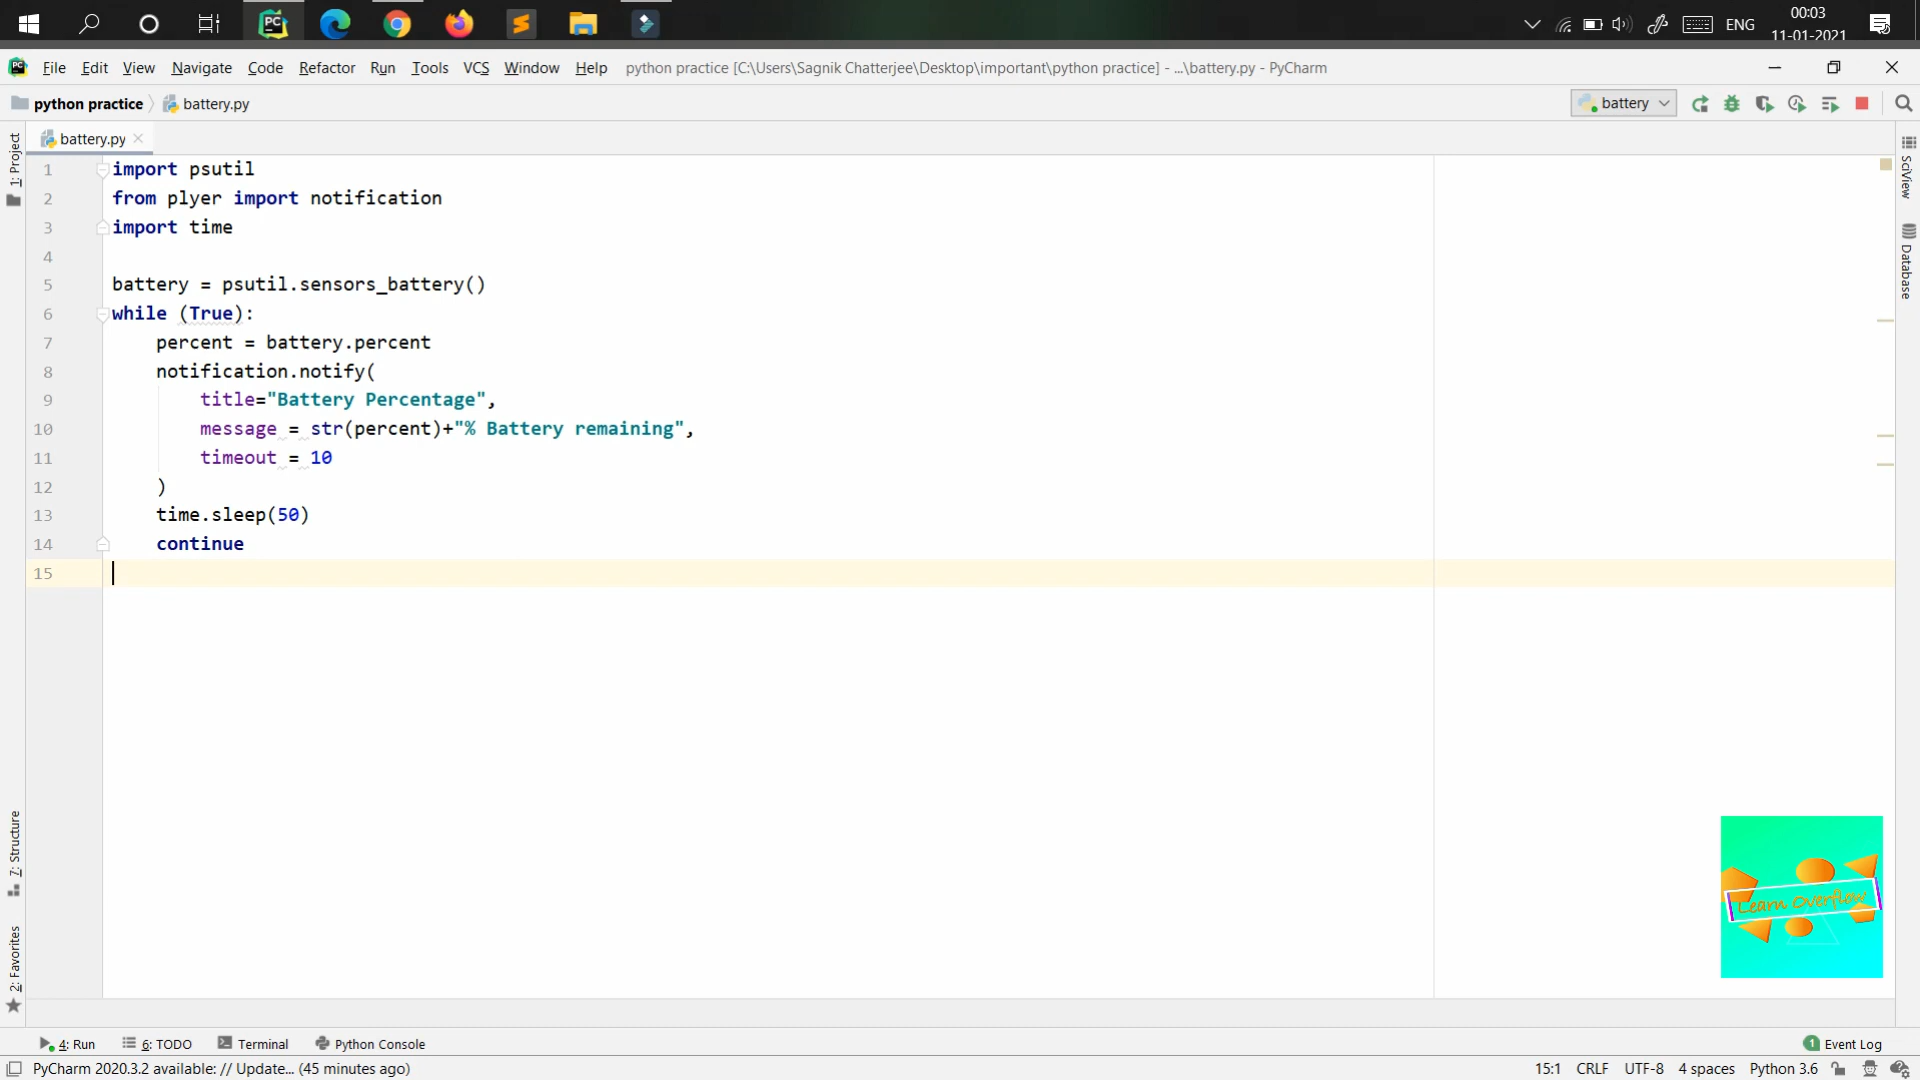 ENG
00:03
11-01-2021
File Edit View Navigate Code Refactor Run Tools VCS Window Help python practice [C:\Users\Sagnik Chatterjee\Desktop\important\python practice] - ...\battery.py - PyCharm
python practice battery.py battery
battery.py
1: Project
SciView
Database
1 import psutil
2 from plyer import notification
3 import time
4
5 battery = psutil.sensors_battery()
6 while (True):
7 percent = battery.percent
8 notification.notify(
9 title="Battery Percentage",
10 message = str(percent)+"% Battery remaining",
11 timeout = 10
12 )
13 time.sleep(50)
14 continue
15
7: Structure
2: Favorites
Learn Overflow
4: Run 6: TODO Terminal Python Console 1 Event Log
PyCharm 2020.3.2 available: // Update... (45 minutes ago) 15:1 CRLF UTF-8 4 spaces Python 3.6